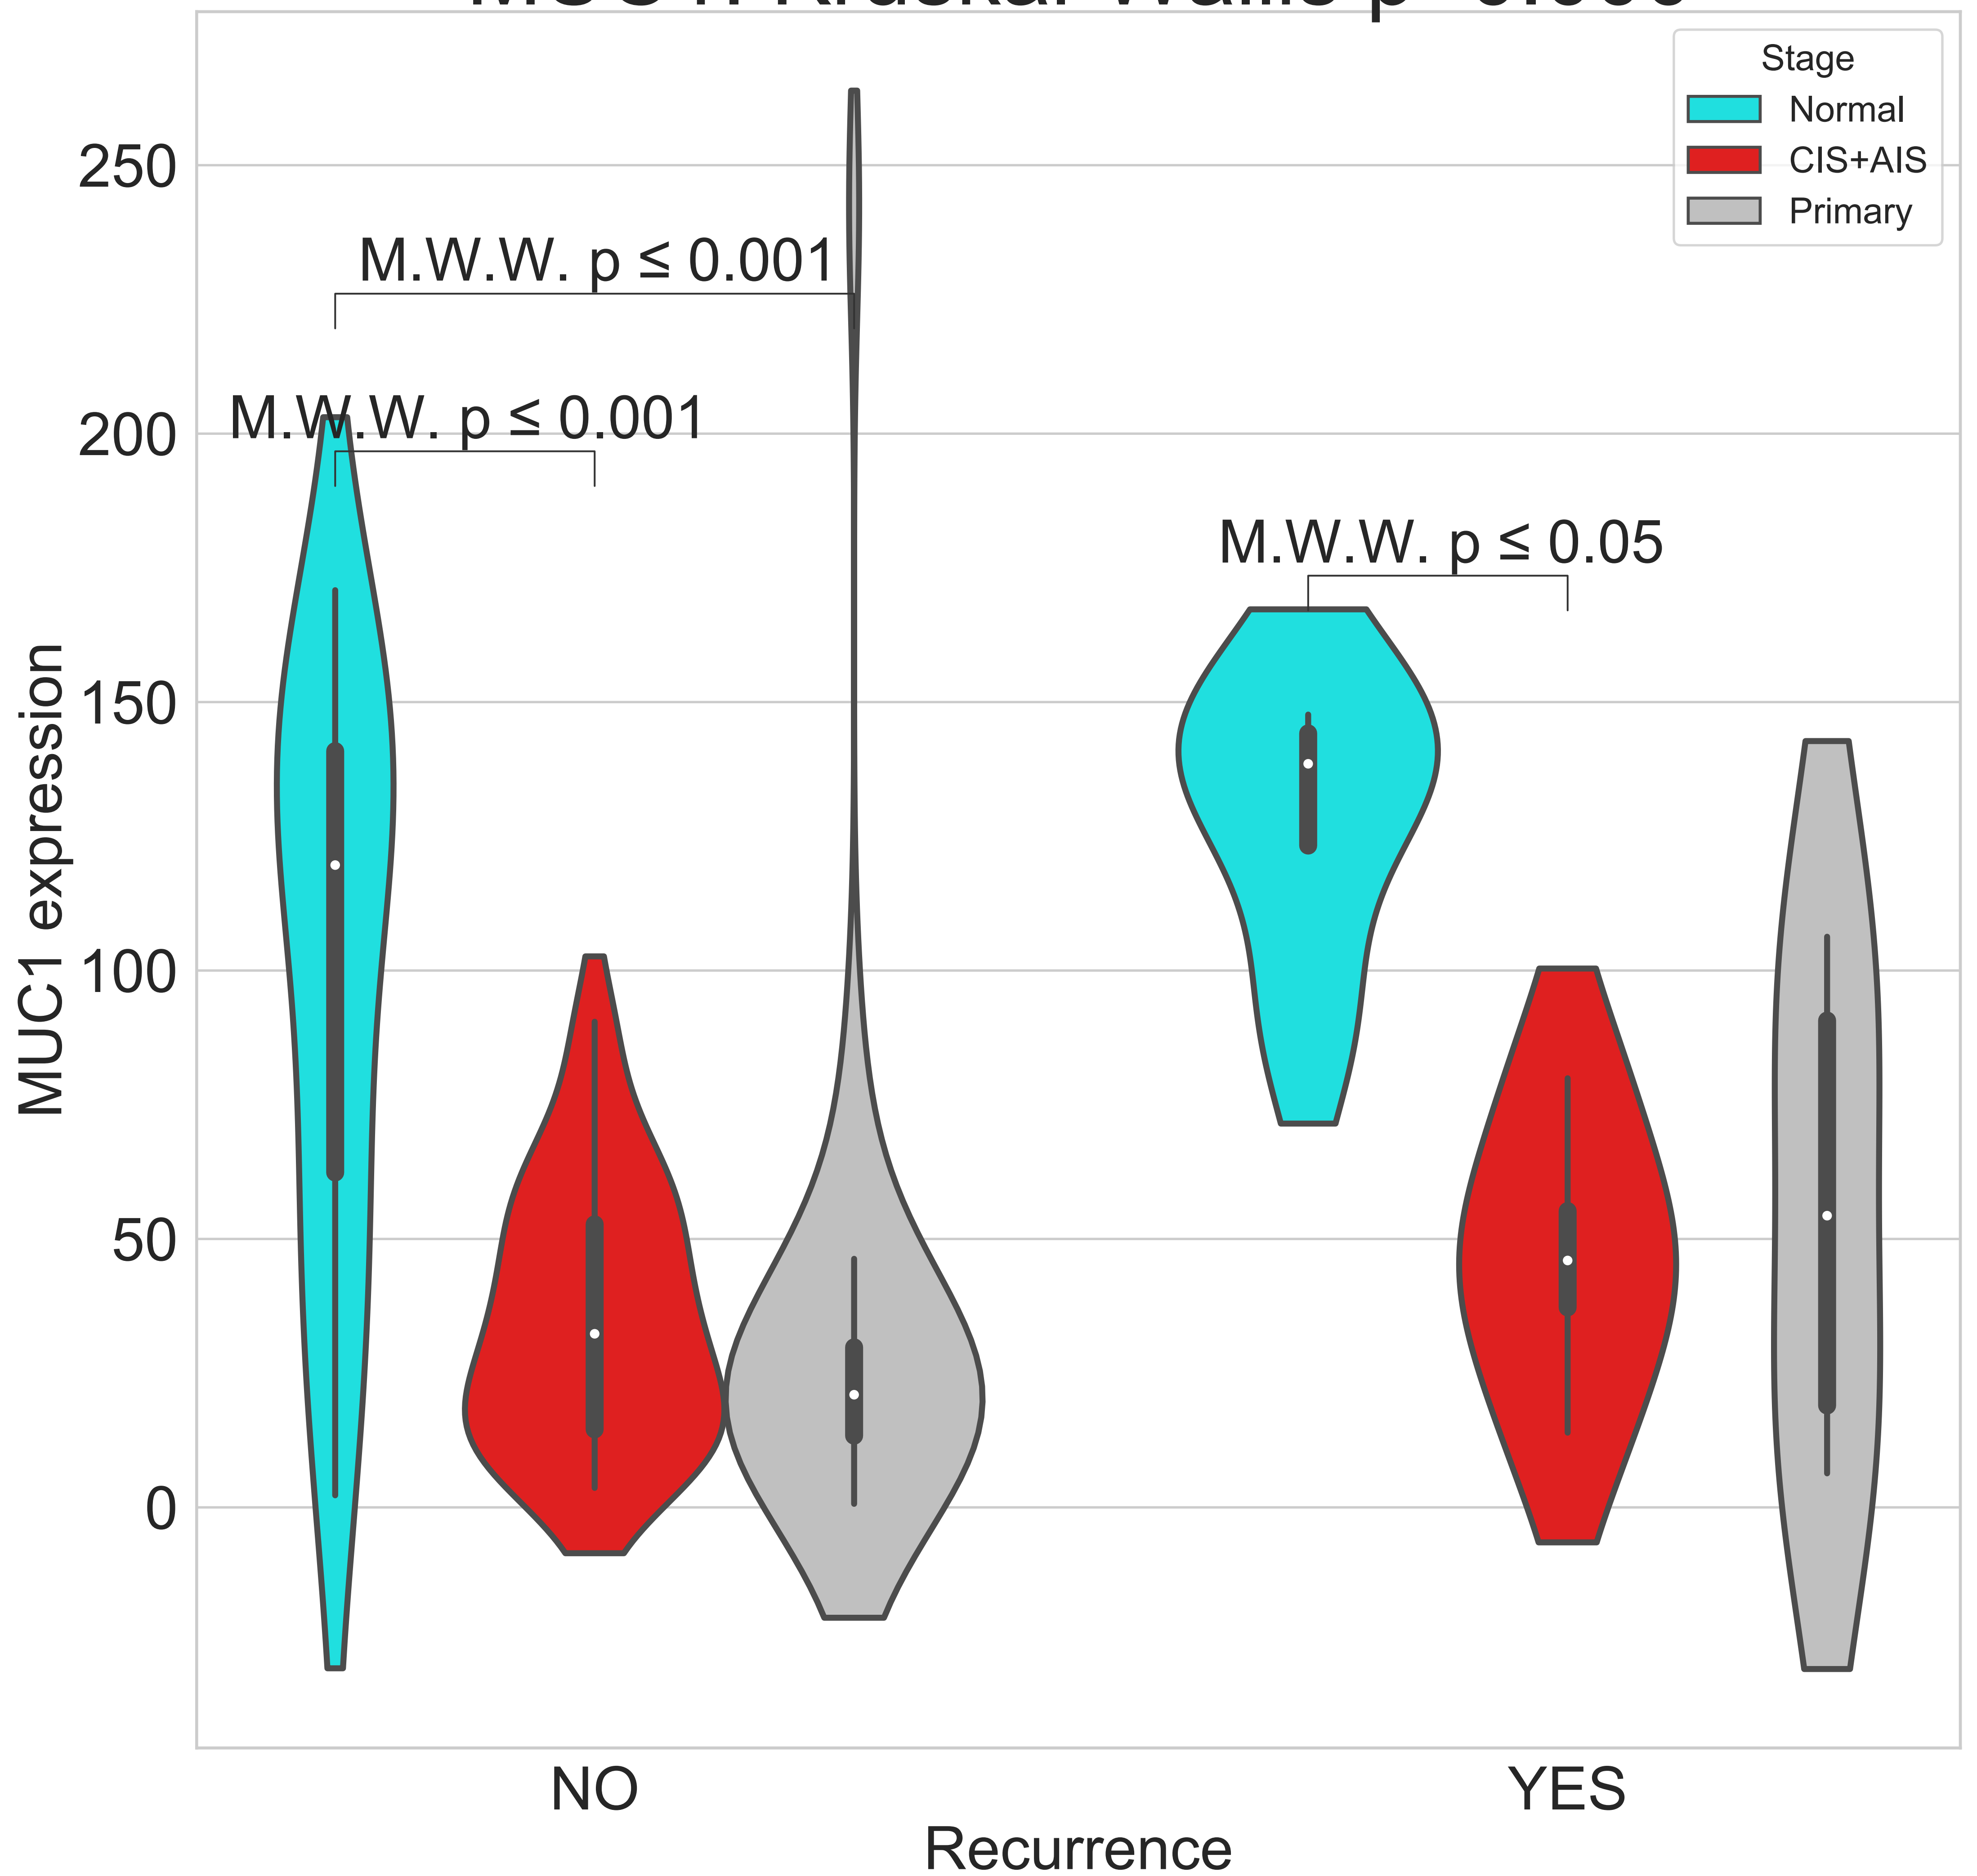 Stage
Normal
CIS+AIS
Primary
250
200
150
100
50
0
MUC1 expression
M.W.W. p ≤ 0.001
M.W.W. p ≤ 0.001
M.W.W. p ≤ 0.05
NO
YES
Recurrence